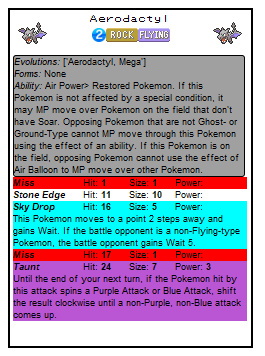 Aerodactyl
2 ROCK FLYING
Evolutions: ['Aerodactyl, Mega']
Forms: None
Ability: Air Power> Restored Pokemon. If this
Pokemon is not affected by a special condition, it
may MP move over Pokemon on the field that don't
have Soar. Opposing Pokemon that are not Ghost- or
Ground-Type cannot MP move through this Pokemon
using the effect of an ability. If this Pokemon is on
the field, opposing Pokemon cannot use the effect of
Air Balloon to MP move over other Pokemon.
Miss Hit: 1 Size: 1 Power:
Stone Edge Hit: 11 Size: 10 Power:
Sky Drop Hit: 16 Size: 5 Power:
This Pokemon moves to a point 2 steps away and
gains Wait. If the battle opponent is a non-Flying-type
Pokemon, the battle opponent gains Wait 5.
Miss Hit: 17 Size: 1 Power:
Taunt Hit: 24 Size: 7 Power: 3
Until the end of your next turn, if the Pokemon hit by
this attack spins a Purple Attack or Blue Attack, shift
the result clockwise until a non-Purple, non-Blue attack
comes up.